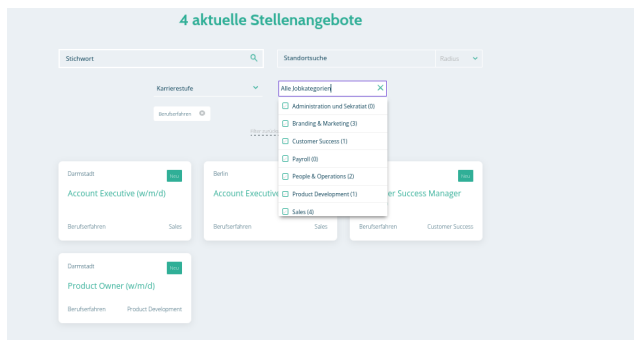 4 aktuelle Stellenangebote
Stichwort
Standortsuche
Radius
Karrierestufe
Alle Jobkategorien
Berufserfahren
Administration und Sekratiat (0)
Branding & Marketing (3)
Customer Success (1)
Payroll (0)
People & Operations (2)
Product Development (1)
Sales (4)
Darmstadt
Neu
Account Executive (w/m/d)
Berufserfahren
Sales
Berlin
Account Executive
Berufserfahren
Sales
Neu
er Success Manager
Berufserfahren
Customer Success
Darmstadt
Neu
Product Owner (w/m/d)
Berufserfahren
Product Development